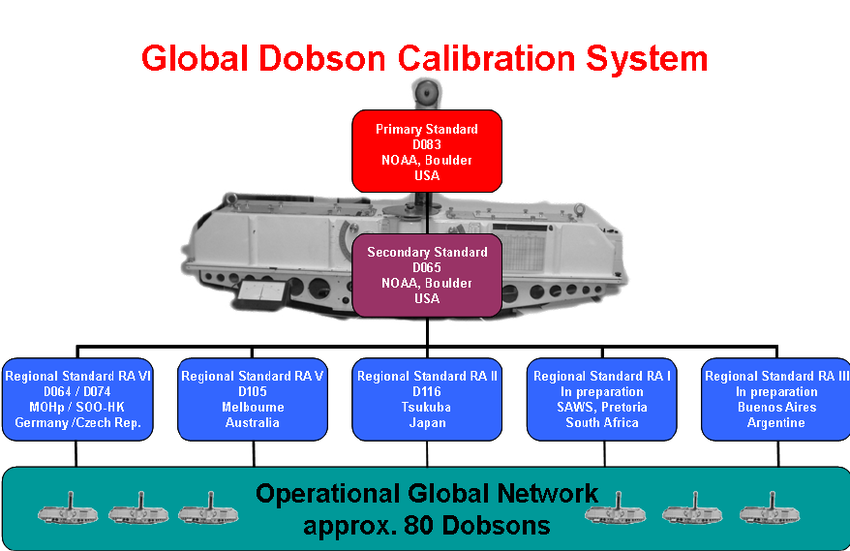 Global Dobson Calibration System
Primary Standard
D083
NOAA, Boulder
USA
Secondary Standard
D065
NOAA, Boulder
USA
Regional Standard RA VI
D064 / D074
MOHp / SOO-HK
Germany /Czech Rep.
Regional Standard RA V
D105
Melbourne
Australia
Regional Standard RA II
D116
Tsukuba
Japan
Regional Standard RA I
In preparation
SAWS, Pretoria
South Africa
Regional Standard RA III
In preparation
Buenos Aires
Argentine
Operational Global Network
approx. 80 Dobsons